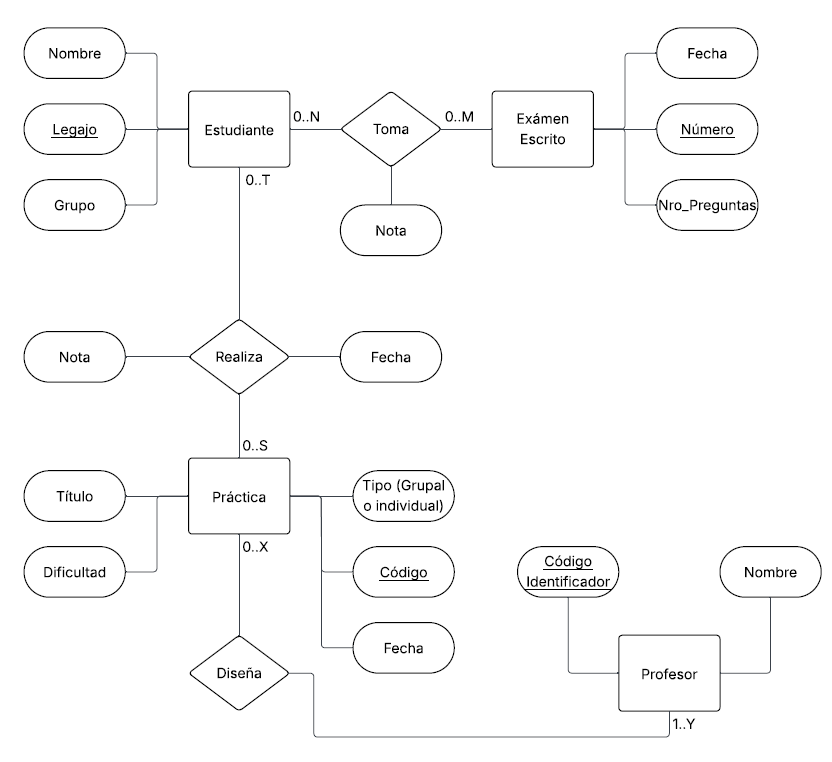 Nombre
Fecha
Legajo
Estudiante
0..N
Toma
0..M
Exámen
Escrito
Número
0..T
Grupo
Nota
Nro_Preguntas
Nota
Realiza
Fecha
0..S
Título
Práctica
Tipo (Grupal
o individual)
0..X
Dificultad
Código
Código
Identificador
Nombre
Fecha
Diseña
Profesor
1..Y